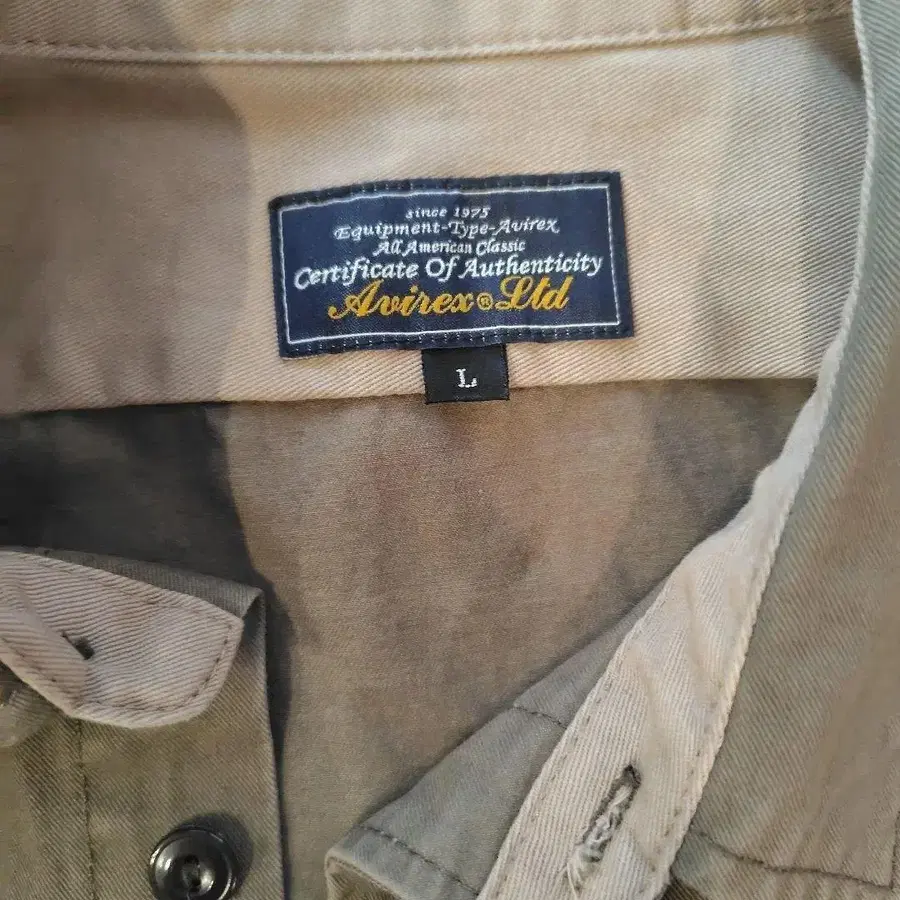 since 1975
Equipment-Type-Avirex
All American Classic
Certificate Of Authenticity
Avirex®Ltd
L